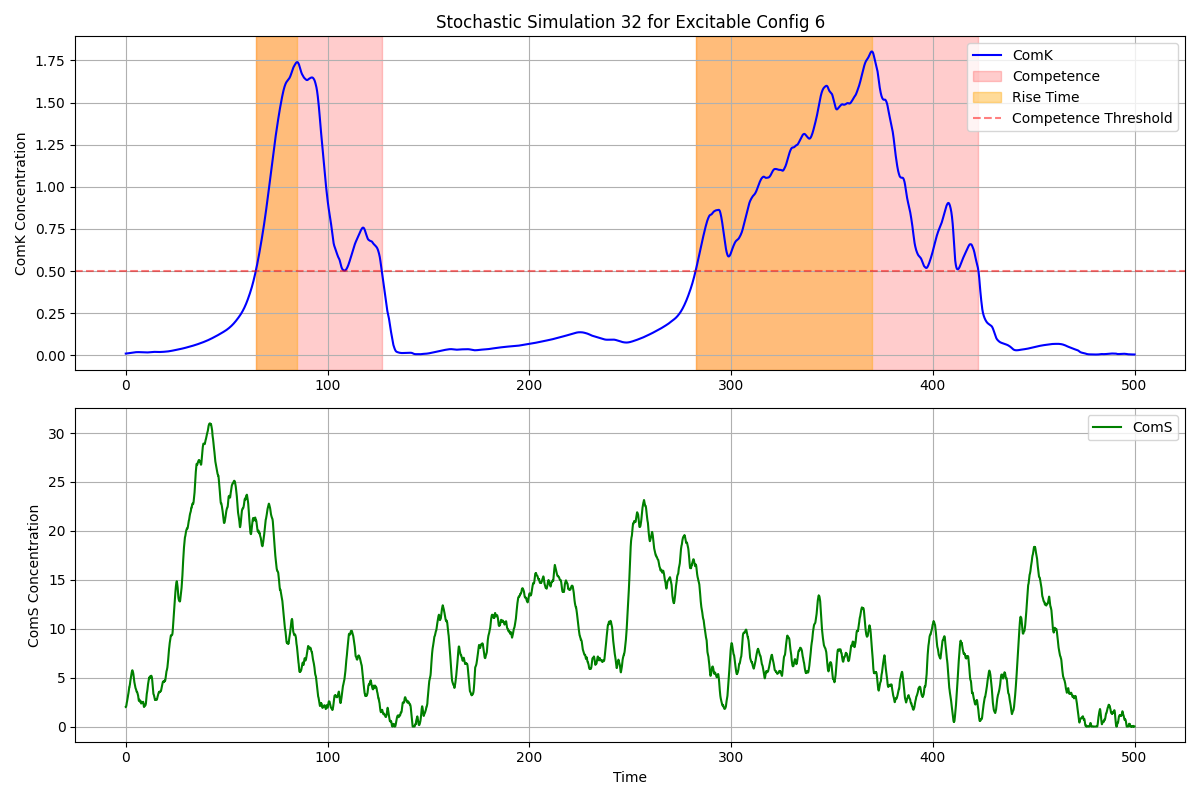 Stochastic Simulation 32 for Excitable Config 6
ComK Concentration
1.75
1.50
1.25
1.00
0.75
0.50
0.25
0.00
0 100 200 300 400 500
ComK
Competence
Rise Time
Competence Threshold
ComS Concentration
30
25
20
15
10
5
0
0 100 200 300 400 500
ComS
Time